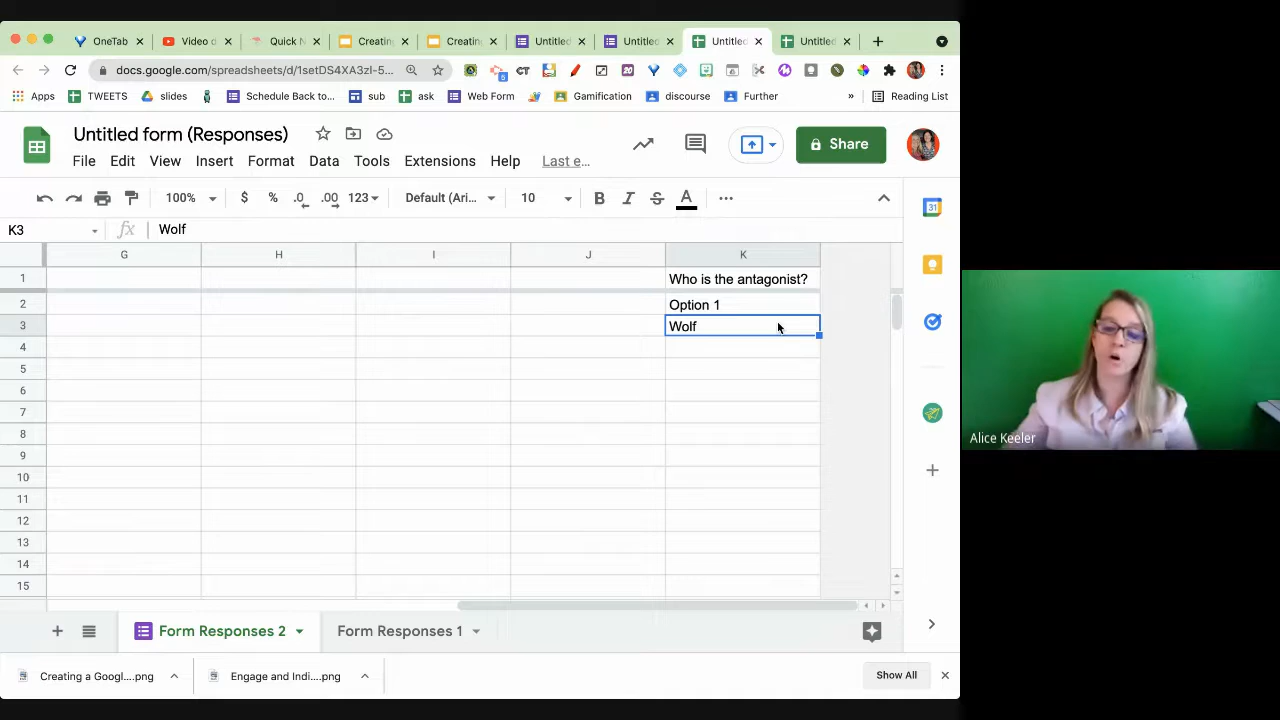 OneTab
Video o
Quick N
Creatin
Creatin
Untitled
Untitle
Untitle
Untitle
docs.google.com/spreadsheets/d/1setDS4XA3zI-5...
Apps
TWEETS
slides
Schedule Back to...
sub
ask
Web Form
Gamification
discourse
Further
»
Reading List
Untitled form (Responses)
Share
File Edit View Insert Format Data Tools Extensions Help Last e...
100% $ % .0 .00 123 Default (Ari... 10 B I S A
K3 fx Wolf
G H I J K
1 Who is the antagonist?
2 Option 1
3 Wolf
4
5
6
7
8
9
10
11
12
13
14
15
Alice Keeler
Form Responses 2
Form Responses 1
Creating a Googl....png
Engage and Indi....png
Show All